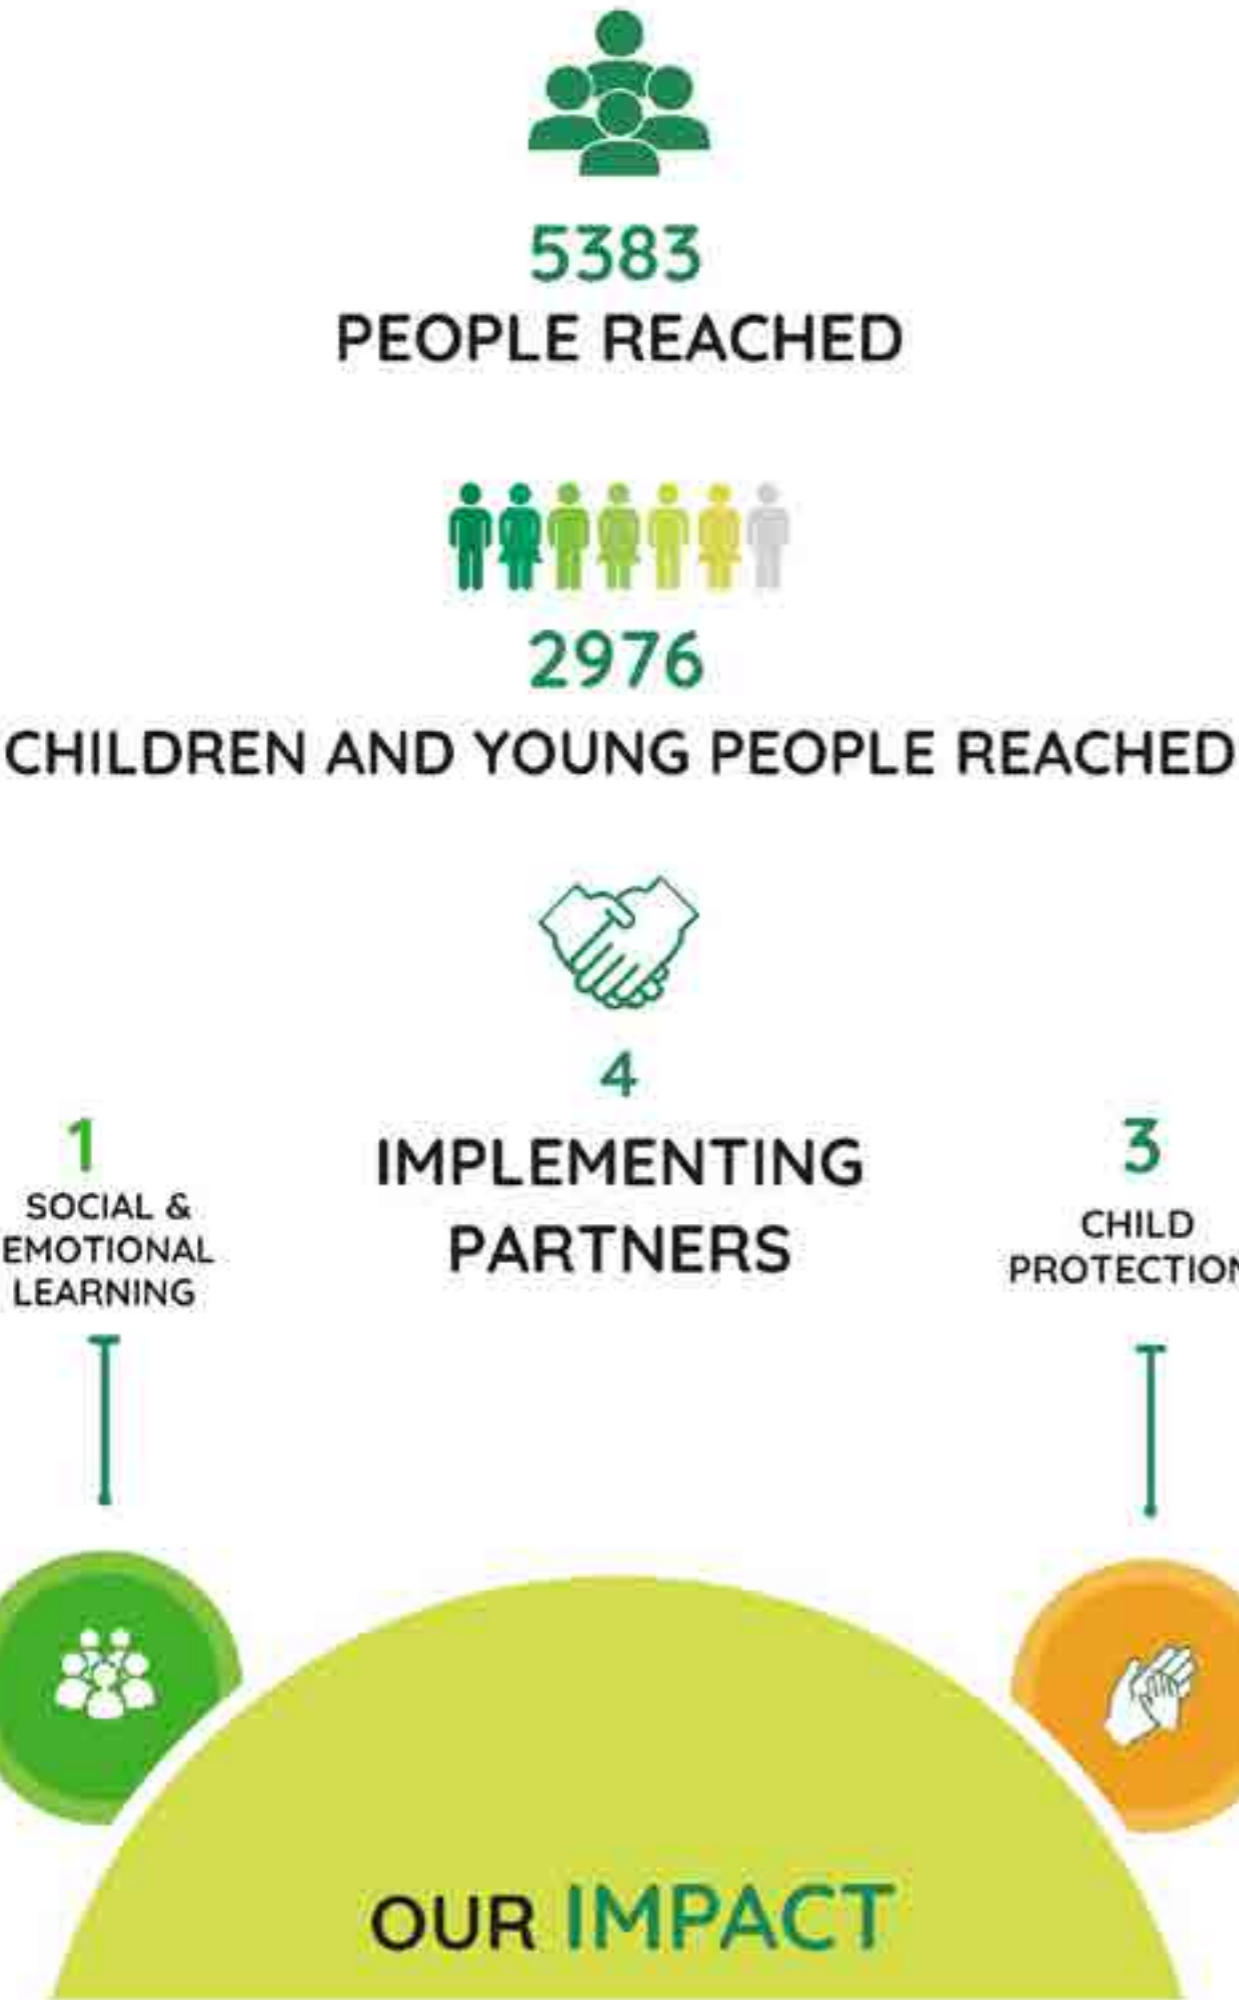 5383
PEOPLE REACHED
2976
CHILDREN AND YOUNG PEOPLE REACHED
4
IMPLEMENTING
PARTNERS
1
SOCIAL &
EMOTIONAL
LEARNING
3
CHILD
PROTECTION
OUR IMPACT